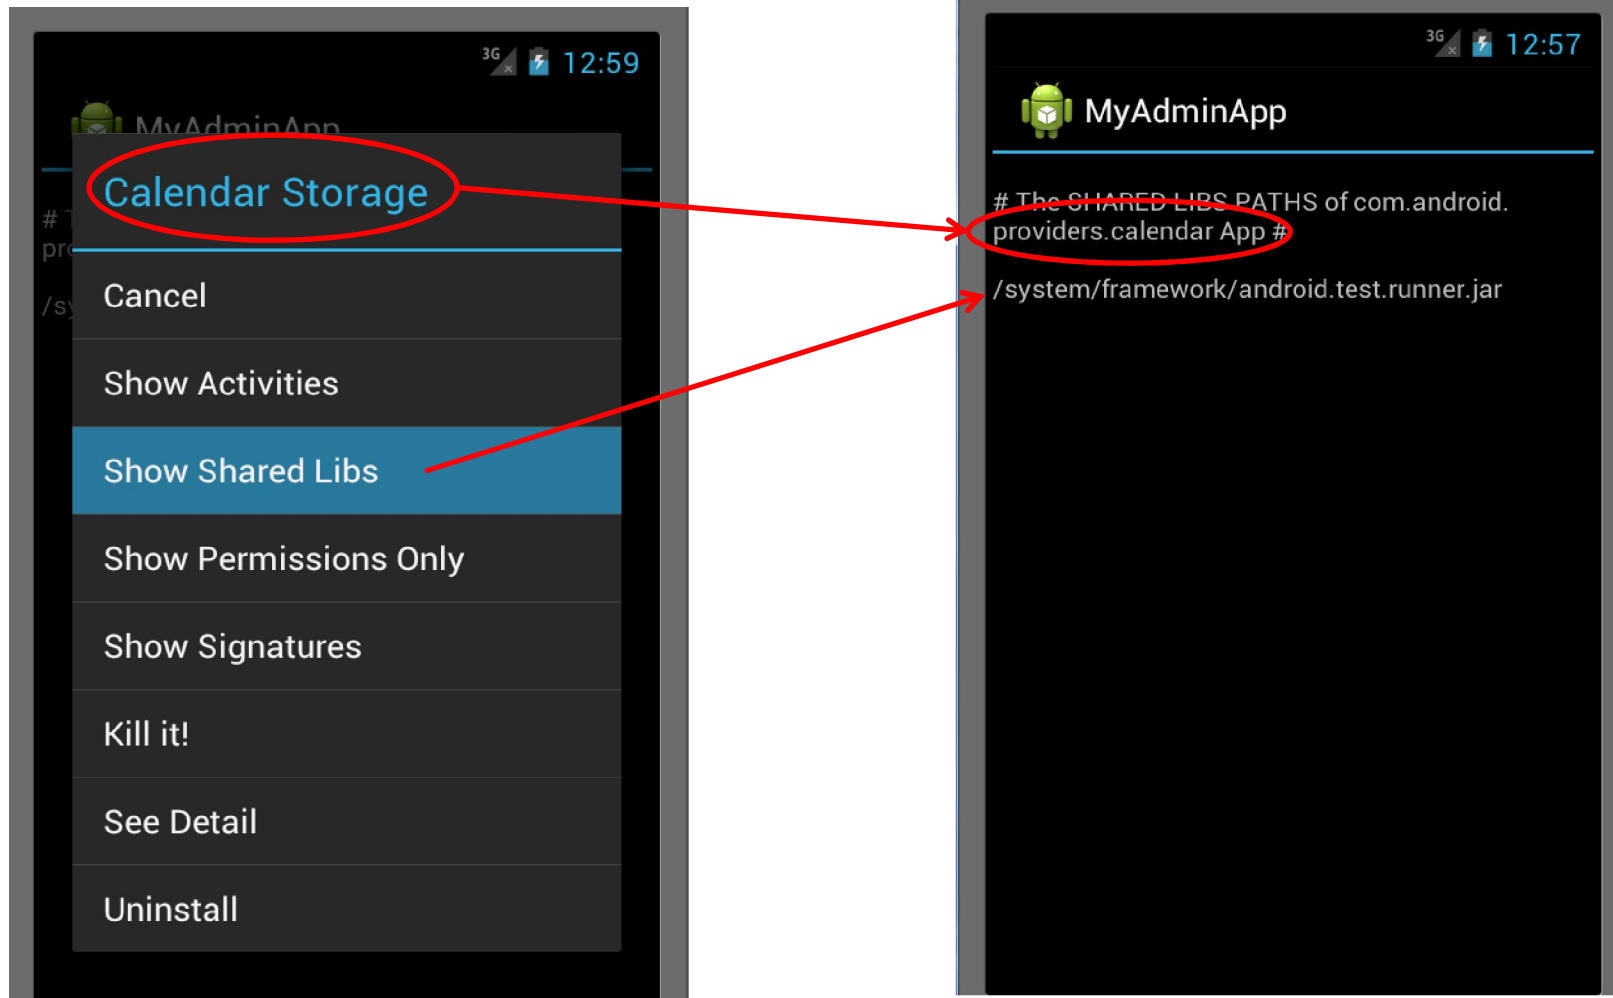 3G 12:59
MyAdminApp
Calendar Storage
# T
pro
/sy
Cancel
Show Activities
Show Shared Libs
Show Permissions Only
Show Signatures
Kill it!
See Detail
Uninstall
3G 12:57
MyAdminApp
# The SHARED LIBS PATHS of com.android.
providers.calendar App #
/system/framework/android.test.runner.jar